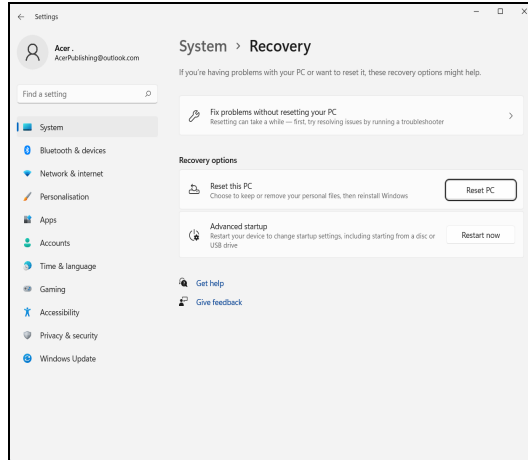 Settings
Acer .
AcerPublishing@outlook.com
Find a setting
System
Bluetooth & devices
Network & internet
Personalisation
Apps
Accounts
Time & language
Gaming
Accessibility
Privacy & security
Windows Update
System > Recovery
If you're having problems with your PC or want to reset it, these recovery options might help.
Fix problems without resetting your PC
Resetting can take a while — first, try resolving issues by running a troubleshooter
Recovery options
Reset this PC
Choose to keep or remove your personal files, then reinstall Windows
Reset PC
Advanced startup
Restart your device to change startup settings, including starting from a disc or
USB drive
Restart now
Get help
Give feedback